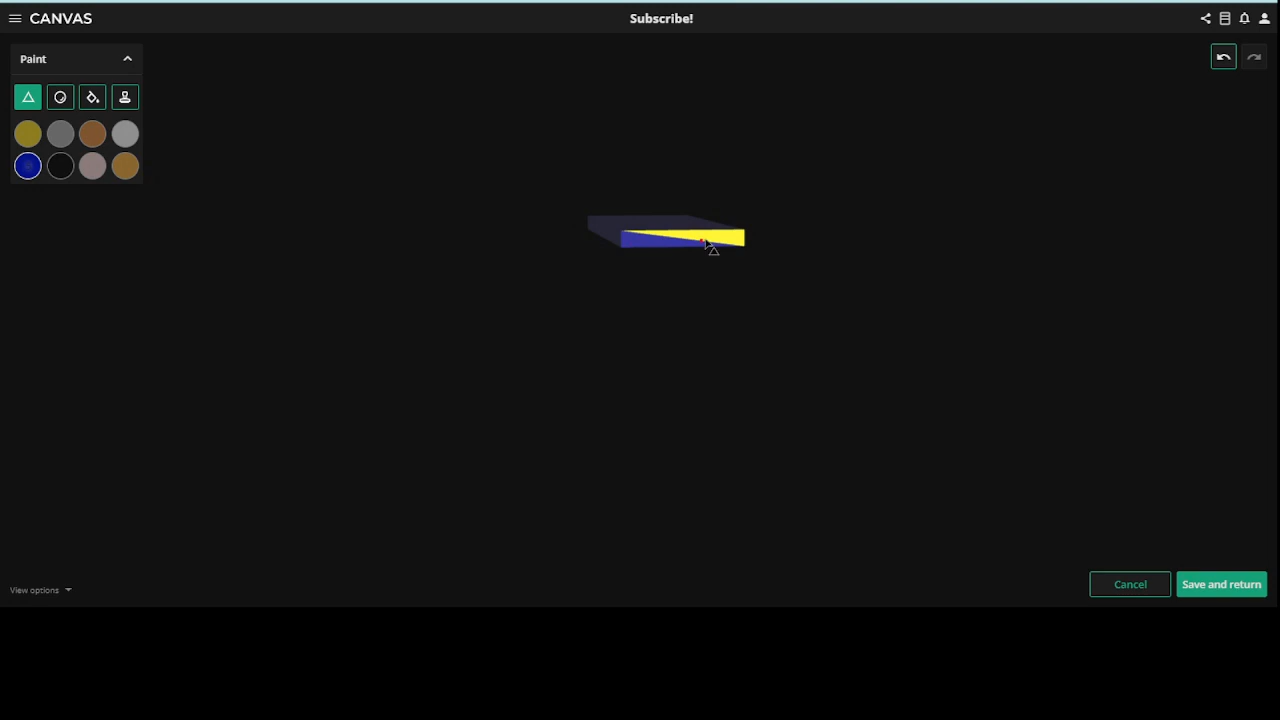 CANVAS
Subscribe!
Paint
View options
Cancel
Save and return